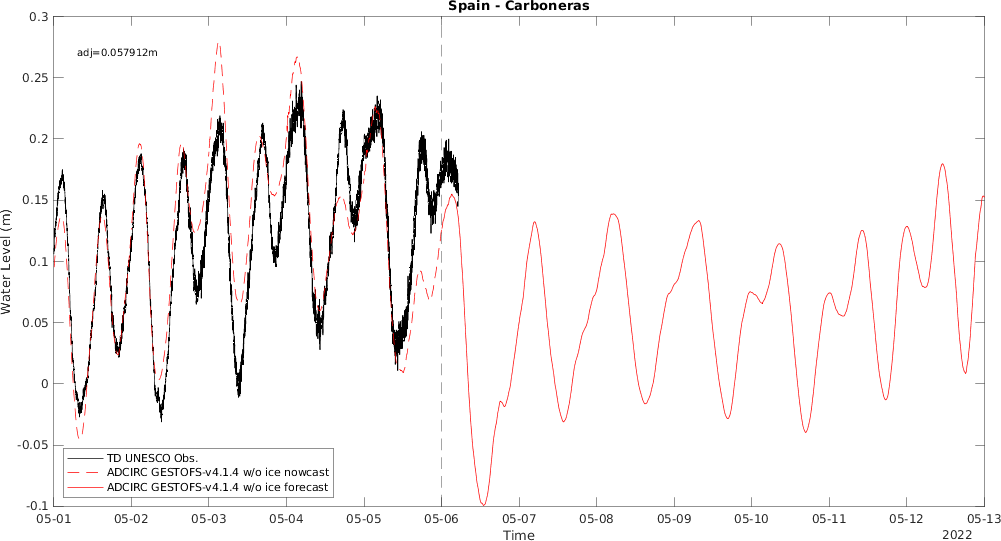 Spain - Carboneras
adj=0.057912m
0.3
0.25
0.2
0.15
0.1
0.05
0
-0.05
-0.1
Water Level (m)
TD UNESCO Obs.
ADCIRC GESTOFS-v4.1.4 w/o ice nowcast
ADCIRC GESTOFS-v4.1.4 w/o ice forecast
05-01 05-02 05-03 05-04 05-05 05-06 05-07 05-08 05-09 05-10 05-11 05-12 05-13
Time
2022